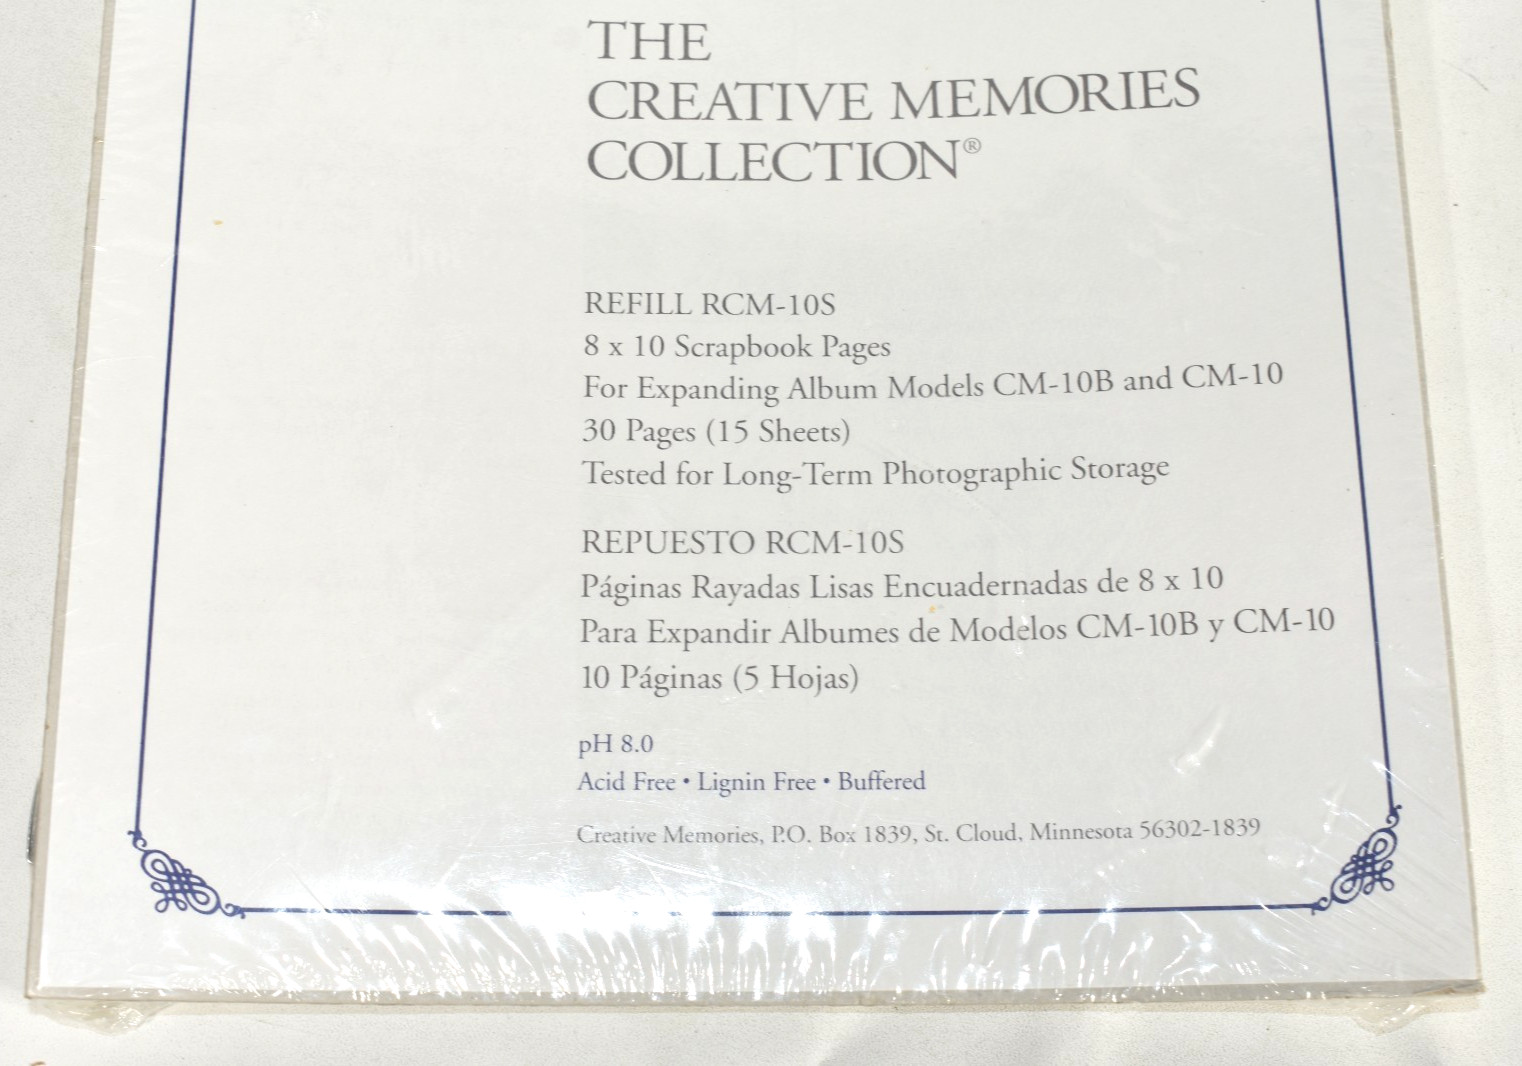 THE
CREATIVE MEMORIES
COLLECTION®
REFILL RCM-10S
8 x 10 Scrapbook Pages
For Expanding Album Models CM-10B and CM-10
30 Pages (15 Sheets)
Tested for Long-Term Photographic Storage
REPUESTO RCM-10S
Páginas Rayadas Lisas Encuadernadas de 8 x 10
Para Expandir Albumes de Modelos CM-10B y CM-10
10 Páginas (5 Hojas)
pH 8.0
Acid Free • Lignin Free • Buffered
Creative Memories, P.O. Box 1839, St. Cloud, Minnesota 56302-1839